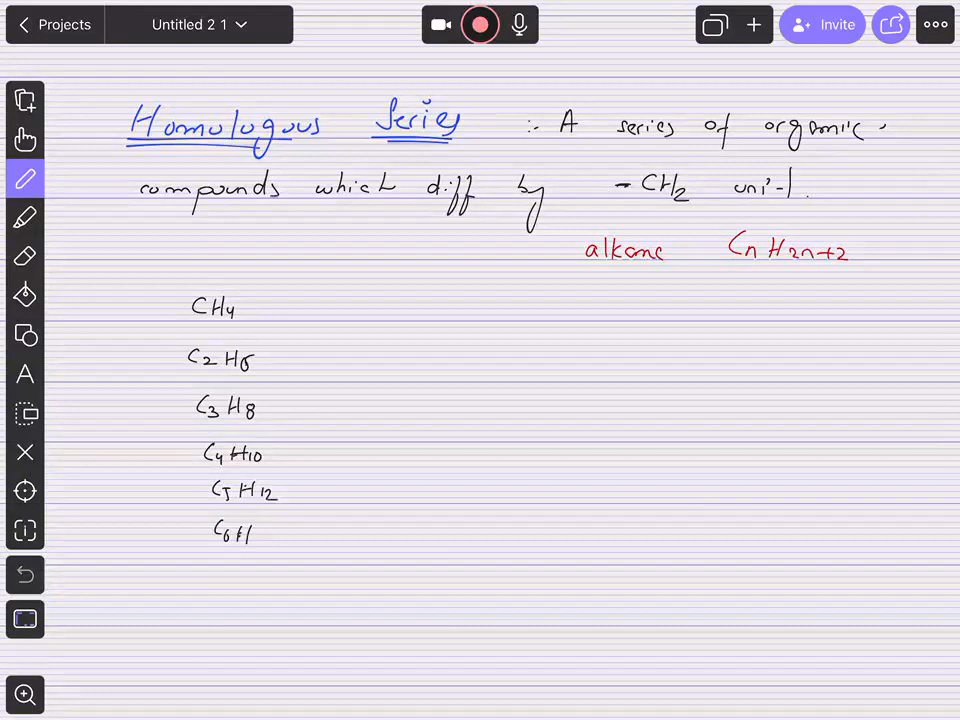 Projects Untitled 2 1 Invite
Homologous Series :- A series of organic
compounds which diff by -CH2 unit.
alkane CnH2n+2
CH4
C2H6
C3H8
C4H10
C5H12
C6H